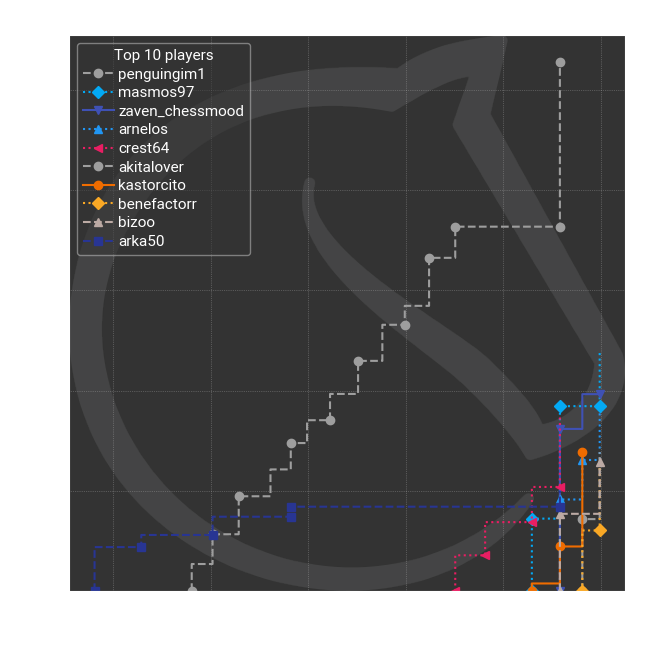 Top 10 players
penguingim1
masmos97
zaven_chessmood
arnelos
crest64
akitalover
kastorcito
benefactorr
bizoo
arka50